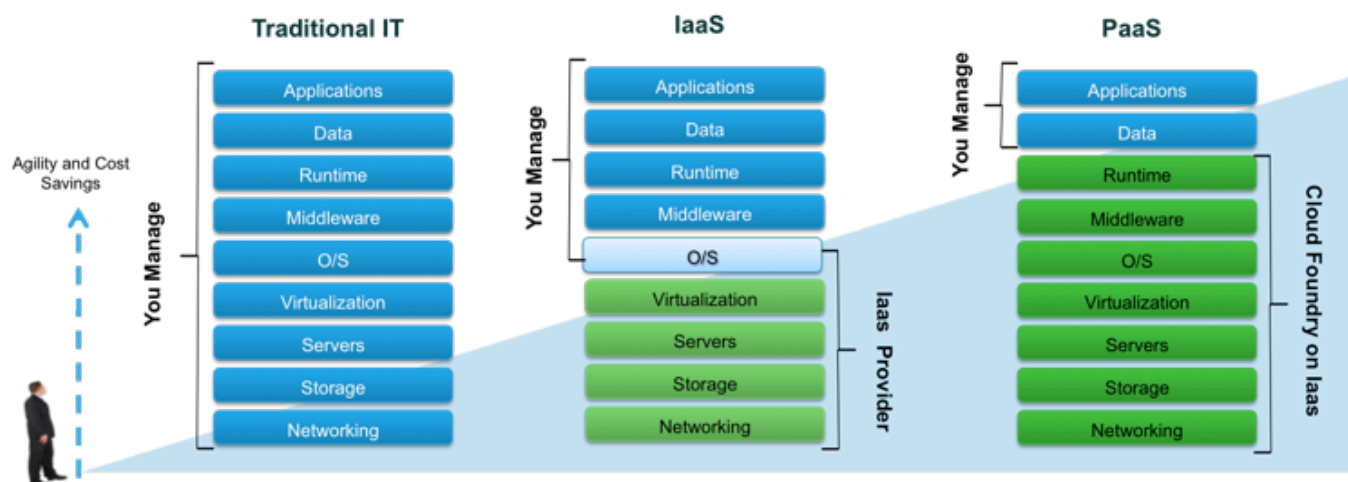 Traditional IT
IaaS
PaaS
Agility and Cost
Savings
You Manage
Applications
Data
Runtime
Middleware
O/S
Virtualization
Servers
Storage
Networking
You Manage
Applications
Data
Runtime
Middleware
O/S
Virtualization
Servers
Storage
Networking
Iaas Provider
You Manage
Applications
Data
Runtime
Middleware
O/S
Virtualization
Servers
Storage
Networking
Cloud Foundry on Iaas